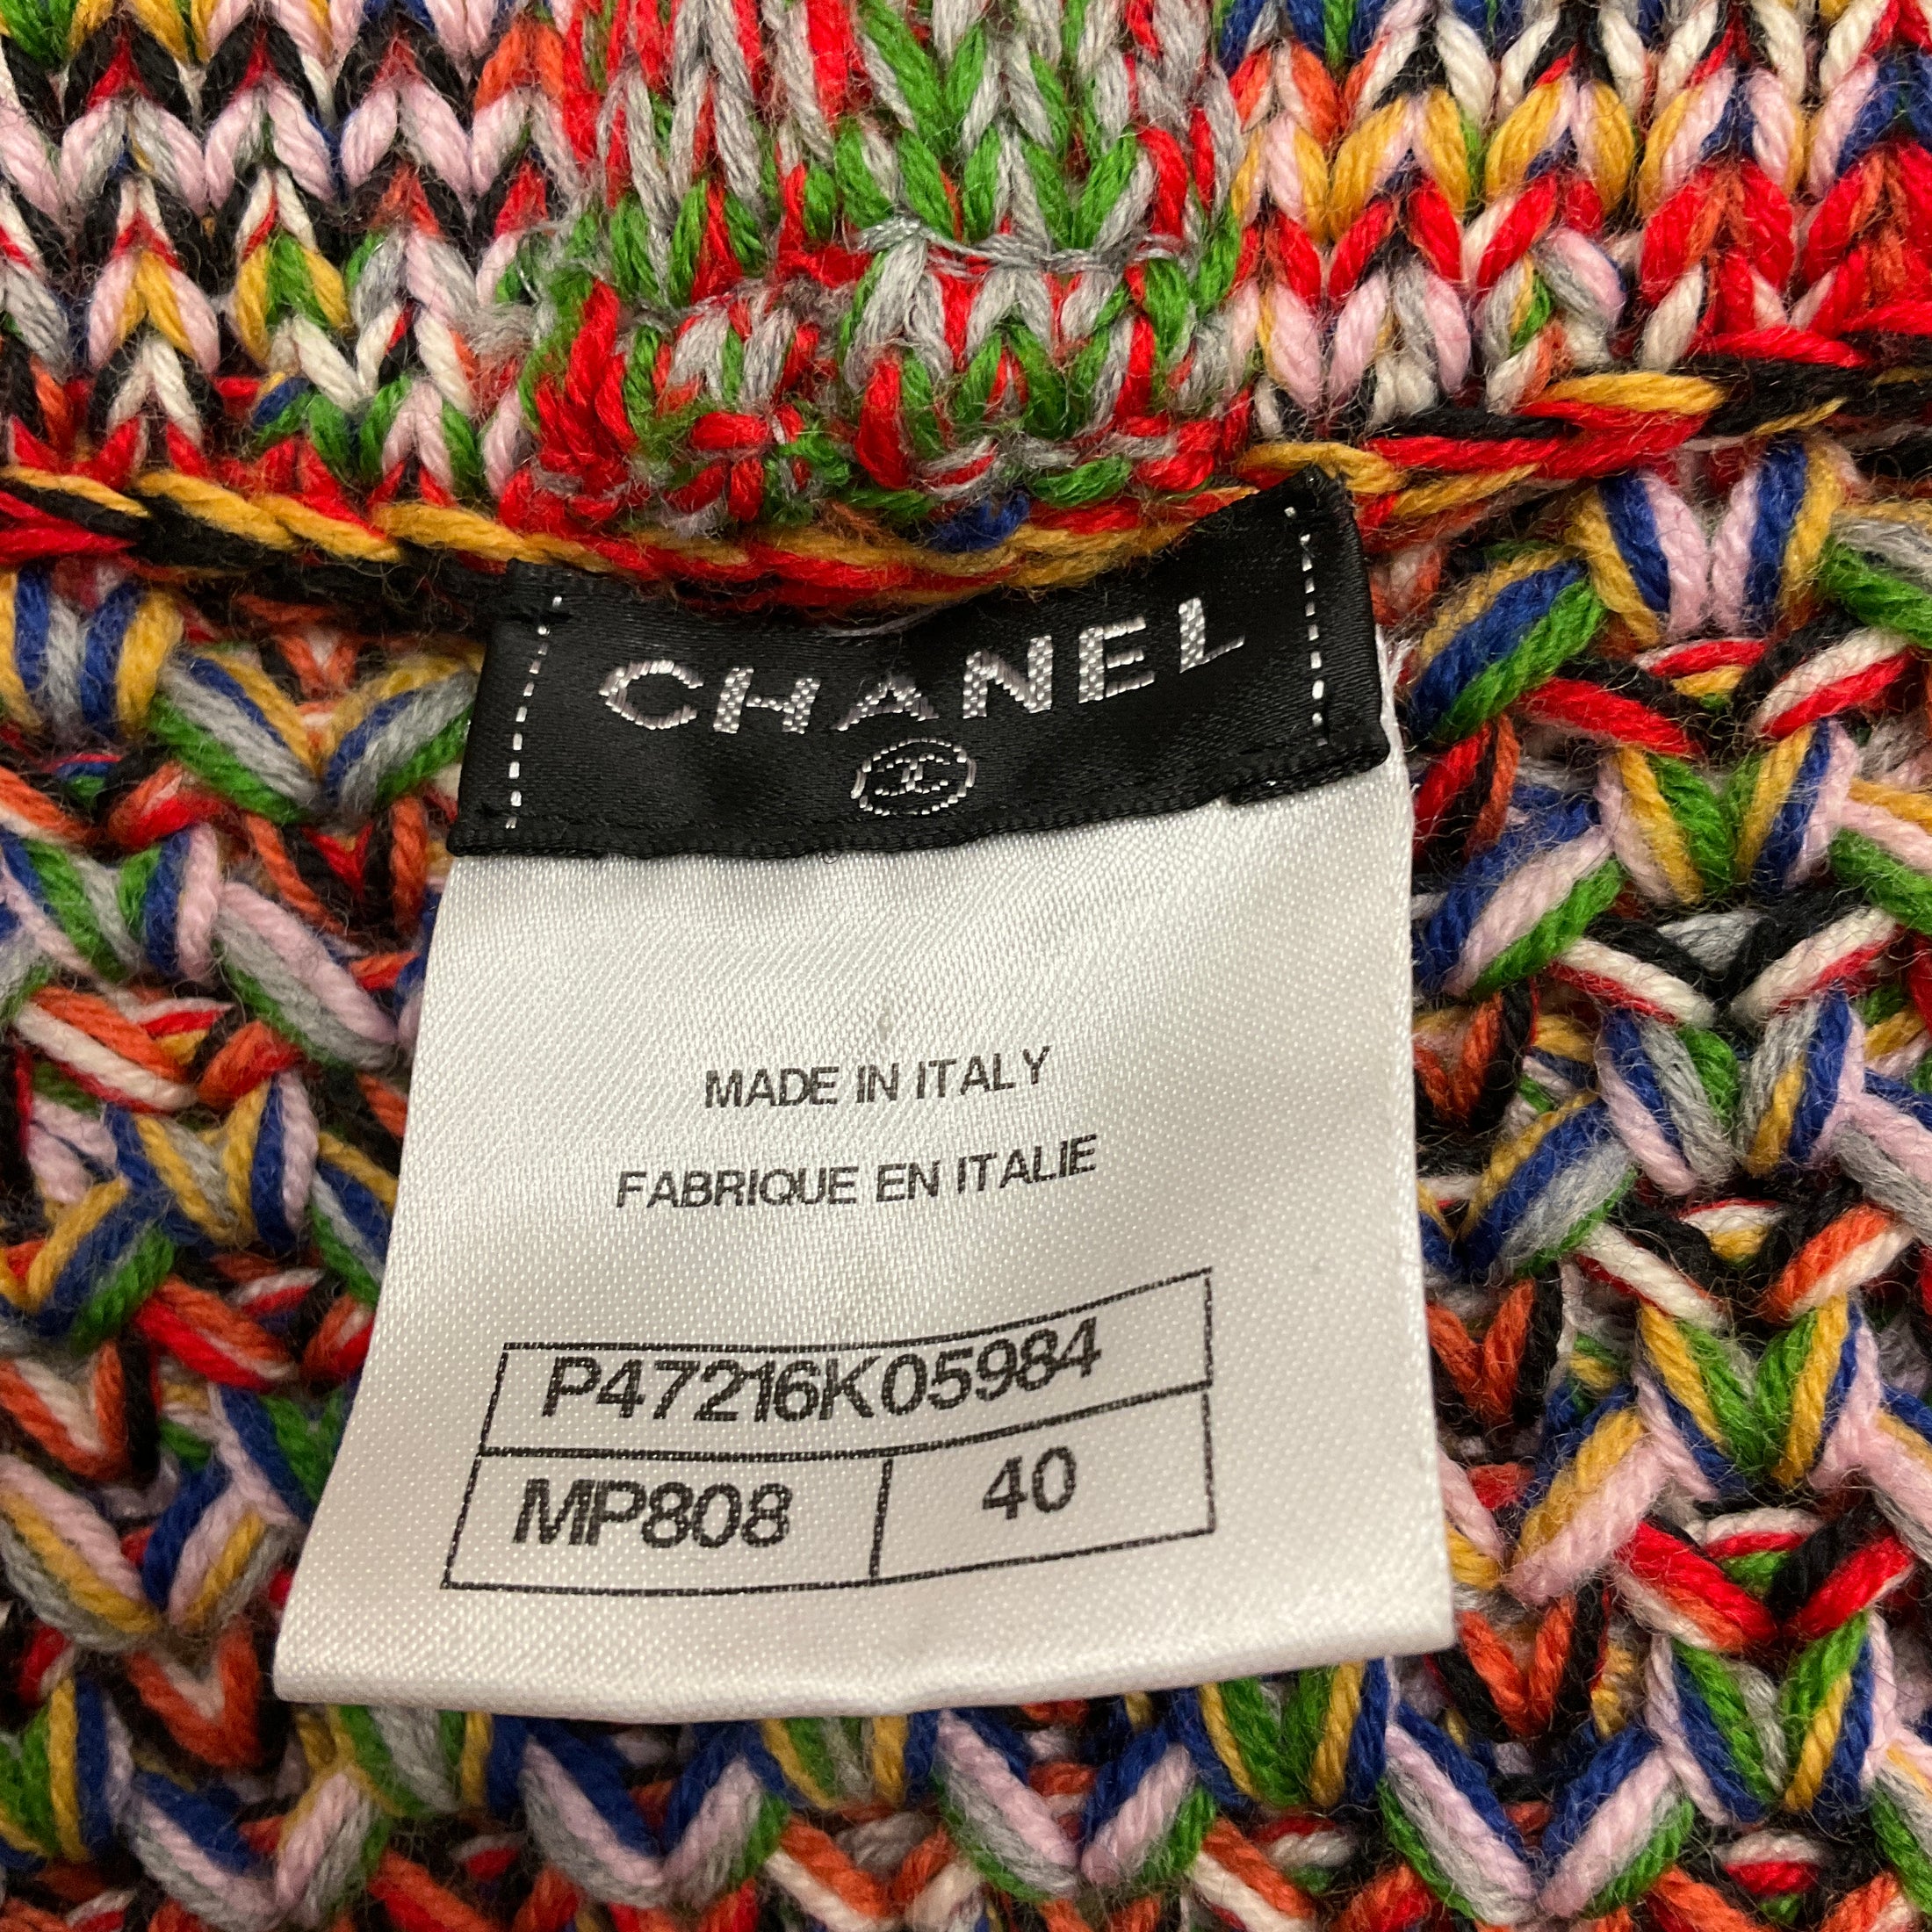 CHANEL
MADE IN ITALY
FABRIQUE EN ITALIE
P47216K05984
MP808 40